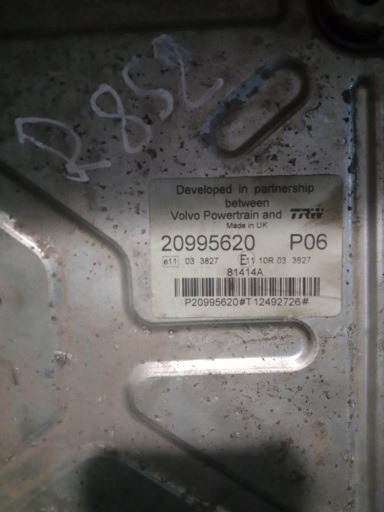 R852
Developed in partnership
between
Volvo Powertrain and TRW
Made in UK
20995620 P06
e11 03 3827 E11 10R 03 3827
81414A
P20995620#T12492726#